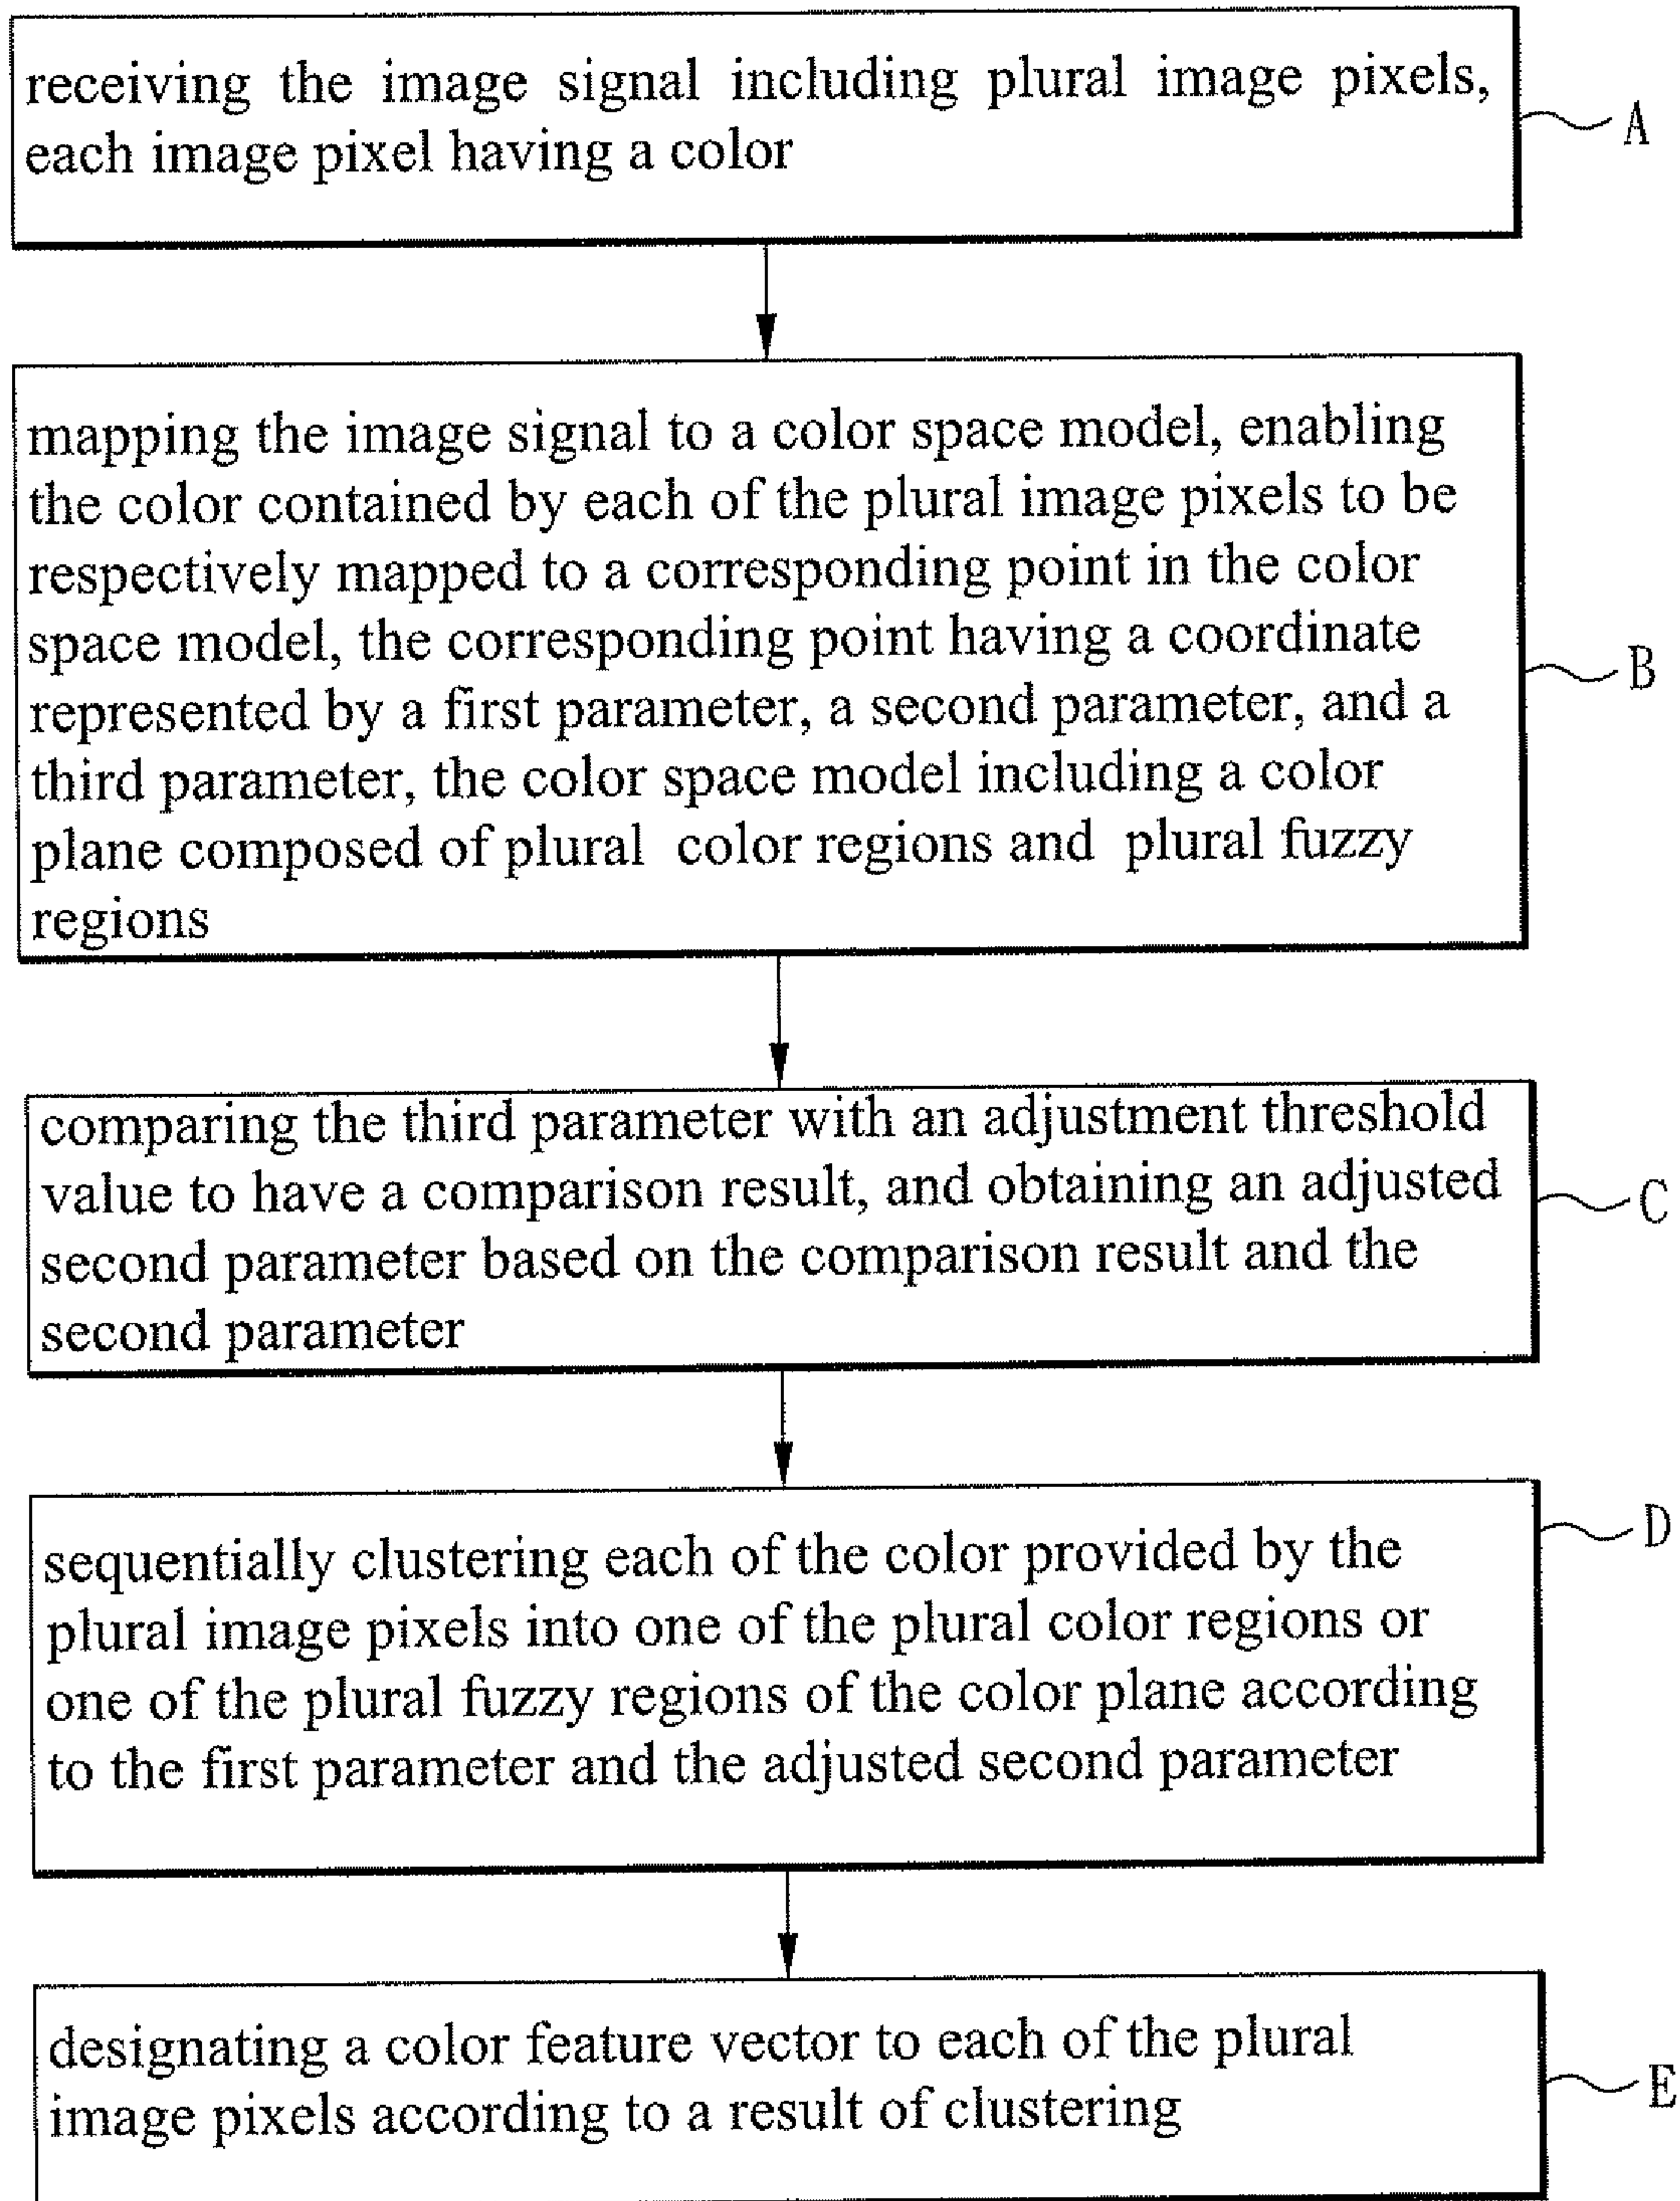 receiving the image signal including plural image pixels,
each image pixel having a color
A
mapping the image signal to a color space model, enabling
the color contained by each of the plural image pixels to be
respectively mapped to a corresponding point in the color
space model, the corresponding point having a coordinate
represented by a first parameter, a second parameter, and a
third parameter, the color space model including a color
plane composed of plural color regions and plural fuzzy
regions
B
comparing the third parameter with an adjustment threshold
value to have a comparison result, and obtaining an adjusted
second parameter based on the comparison result and the
second parameter
C
sequentially clustering each of the color provided by the
plural image pixels into one of the plural color regions or
one of the plural fuzzy regions of the color plane according
to the first parameter and the adjusted second parameter
D
designating a color feature vector to each of the plural
image pixels according to a result of clustering
E